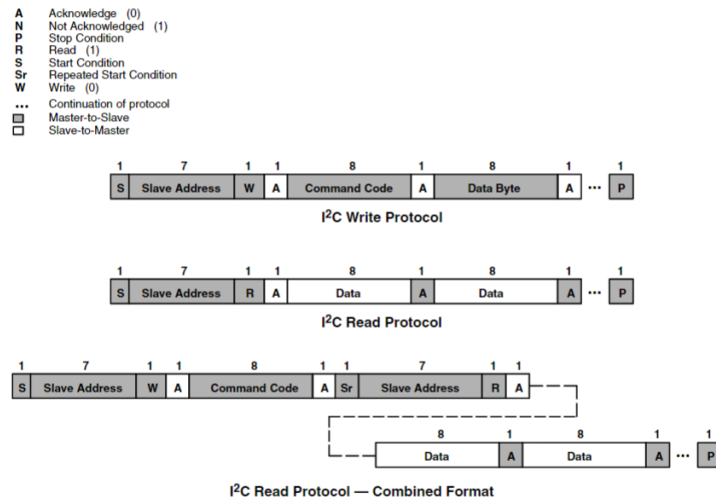 A Acknowledge (0)
N Not Acknowledged (1)
P Stop Condition
R Read (1)
S Start Condition
Sr Repeated Start Condition
W Write (0)
... Continuation of protocol
Master-to-Slave
Slave-to-Master
1 7 1 1 8 1 8 1 1
S Slave Address W A Command Code A Data Byte A ... P
I²C Write Protocol
1 7 1 1 8 1 8 1 1
S Slave Address R A Data A Data A ... P
I²C Read Protocol
1 7 1 1 8 1 1 7 1 1
S Slave Address W A Command Code A Sr Slave Address R A
8 1 8 1 1
Data A Data A ... P
I²C Read Protocol — Combined Format